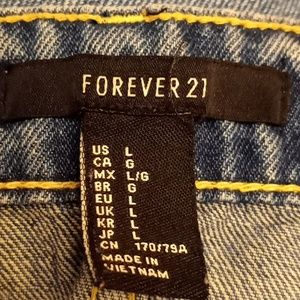 FOREVER 21
US L
CA G
MX L/G
BR G
EU L
UK L
KR L
JP L
CN 170/79A
MADE IN
VIETNAM